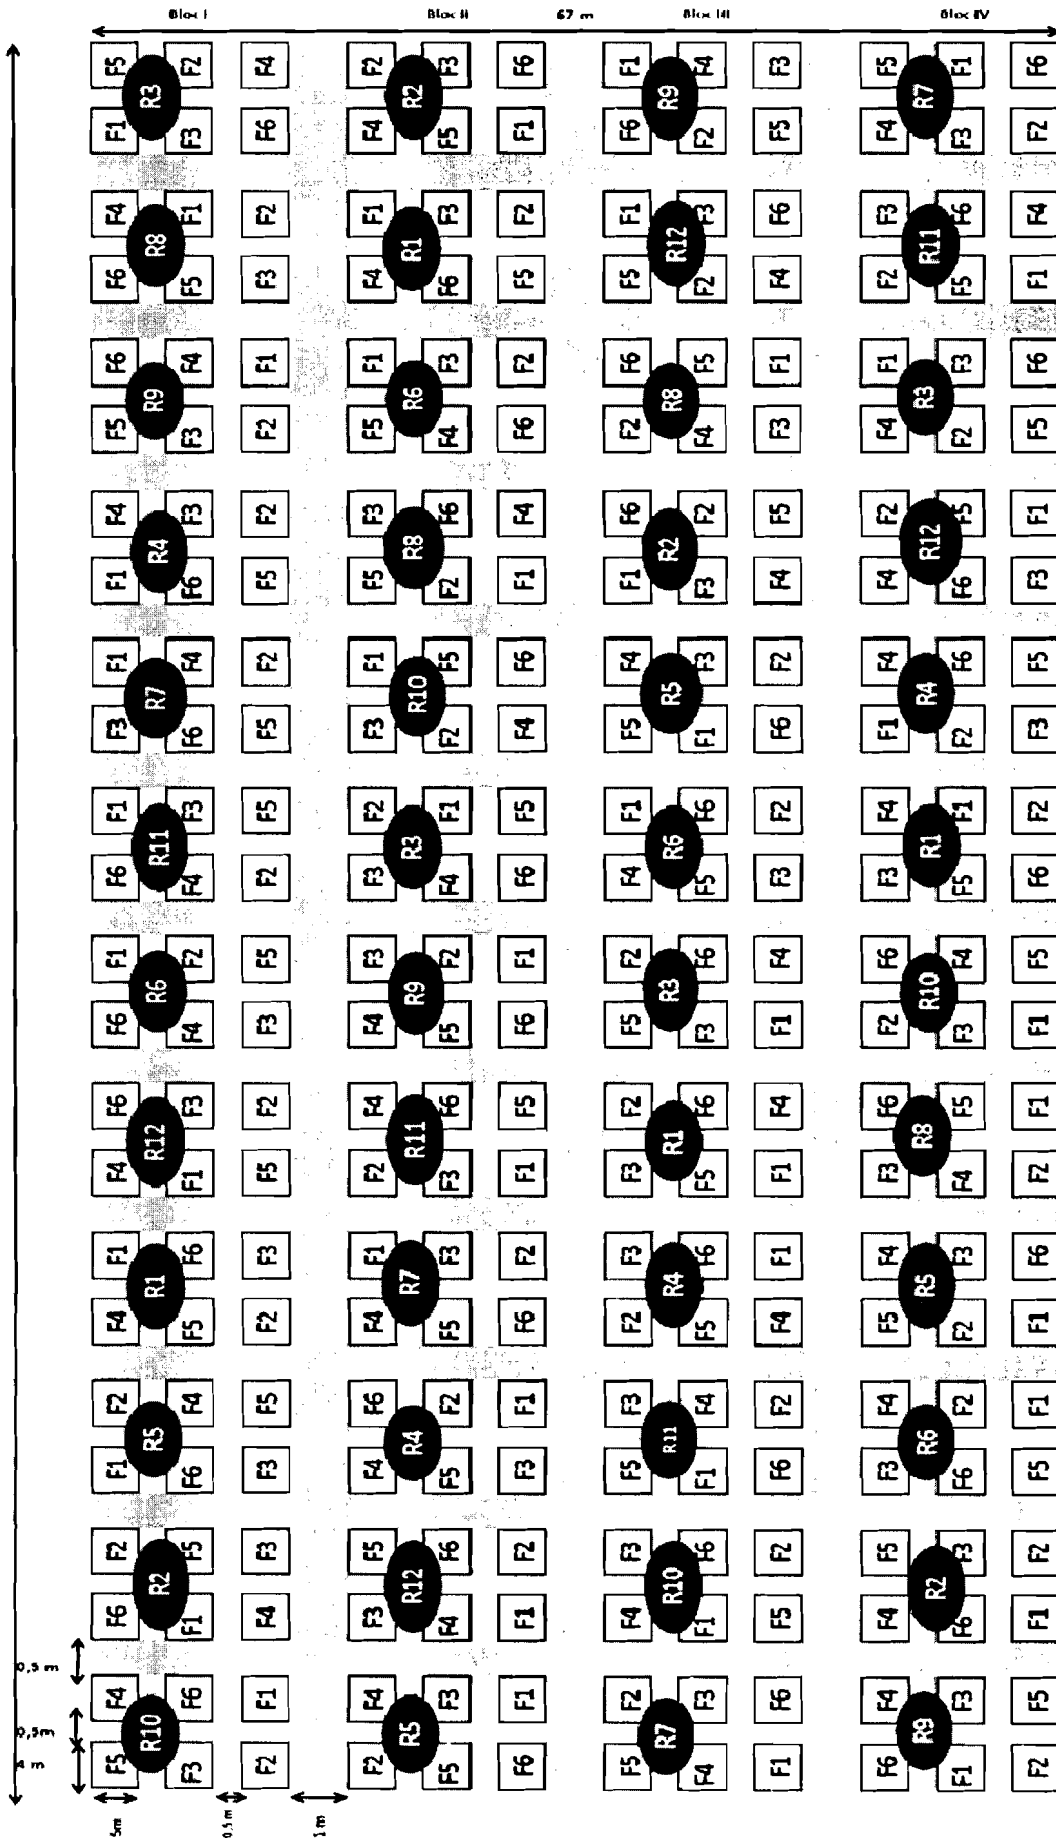 Bloc I Bloc II 67 m Bloc III Bloc IV
F5 F2 F4 F2 F3 F6 F1 F4 F3 F5 F1 F6
R3 R2 R9 R7
F1 F3 F6 F4 F5 F1 F6 F2 F5 F4 F3 F2
F4 F1 F2 F1 F3 F2 F1 F3 F6 F3 F6 F4
R8 R1 R12 R11
F6 F5 F3 F4 F6 F5 F5 F2 F4 F2 F5 F1
F6 F4 F1 F1 F3 F2 F6 F5 F1 F1 F3 F6
R9 R6 R8 R3
F5 F3 F2 F5 F4 F6 F2 F4 F3 F4 F2 F5
F4 F3 F2 F3 F6 F4 F6 F2 F5 F2 F5 F1
R4 R8 R2 R12
F1 F6 F5 F5 F2 F1 F1 F3 F4 F4 F6 F3
F1 F4 F2 F1 F5 F6 F4 F3 F2 F4 F6 F5
R7 R10 R5 R4
F3 F6 F5 F3 F2 F4 F5 F1 F6 F1 F2 F3
F1 F3 F5 F2 F1 F5 F1 F6 F2 F4 F1 F2
R11 R3 R6 R1
F6 F4 F2 F3 F4 F6 F4 F5 F3 F3 F5 F6
F1 F2 F5 F3 F2 F1 F2 F6 F4 F6 F4 F5
R6 R9 R3 R10
F6 F4 F3 F4 F5 F6 F5 F3 F1 F2 F3 F1
F6 F3 F2 F4 F6 F5 F2 F6 F4 F6 F5 F1
R12 R11 R1 R8
F4 F1 F5 F2 F3 F1 F3 F5 F1 F3 F4 F2
F1 F6 F3 F1 F3 F2 F3 F6 F1 F4 F3 F6
R1 R7 R4 R5
F4 F5 F2 F4 F5 F6 F2 F5 F4 F5 F2 F1
F2 F4 F5 F6 F2 F1 F3 F4 F2 F4 F2 F1
R5 R4 R11 R6
F1 F6 F3 F4 F5 F3 F5 F1 F6 F3 F6 F5
F2 F5 F3 F5 F6 F2 F3 F6 F2 F5 F3 F2
R2 R12 R10 R2
F6 F1 F4 F3 F4 F1 F4 F1 F5 F4 F6 F1
0,5 m
F4 F6 F1 F4 F3 F1 F2 F3 F6 F4 F3 F5
0,5m R10 R5 R7 R9
4 m F5 F3 F2 F2 F5 F6 F5 F4 F1 F6 F1 F2
5m 0,5 m 1 m